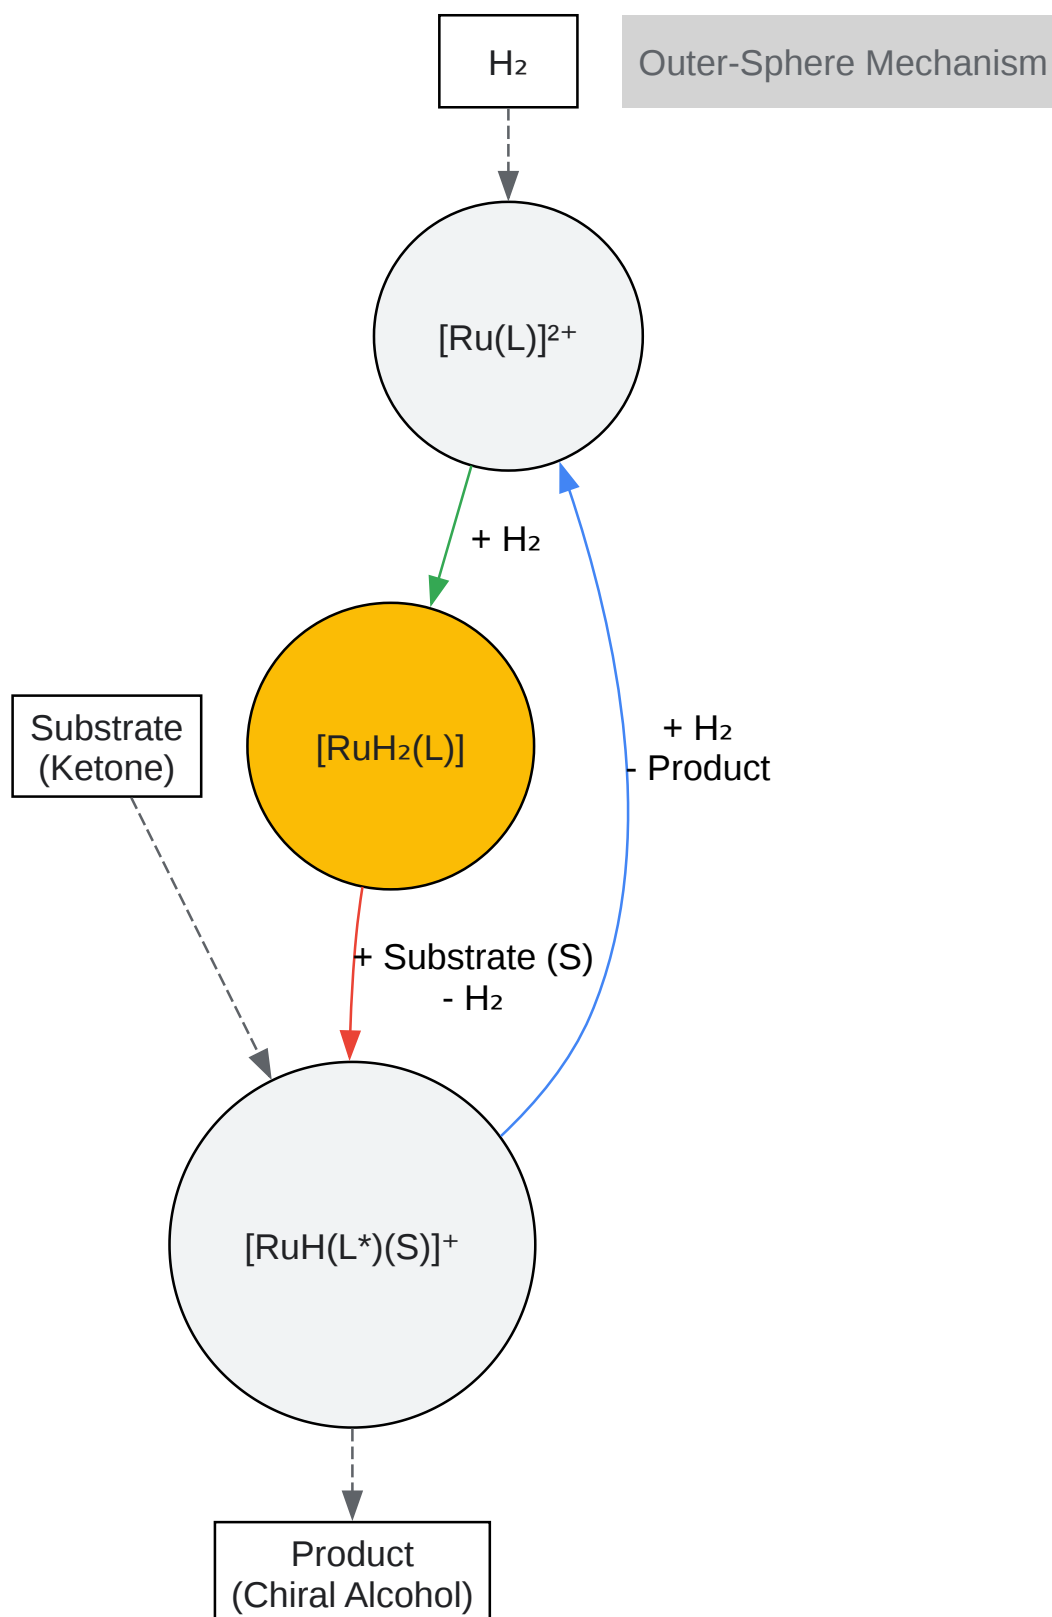 H₂
Outer-Sphere Mechanism
[Ru(L)]²⁺
+ H₂
[RuH₂(L)]
Substrate
(Ketone)
+ H₂
- Product
+ Substrate (S)
- H₂
[RuH(L*)(S)]⁺
Product
(Chiral Alcohol)